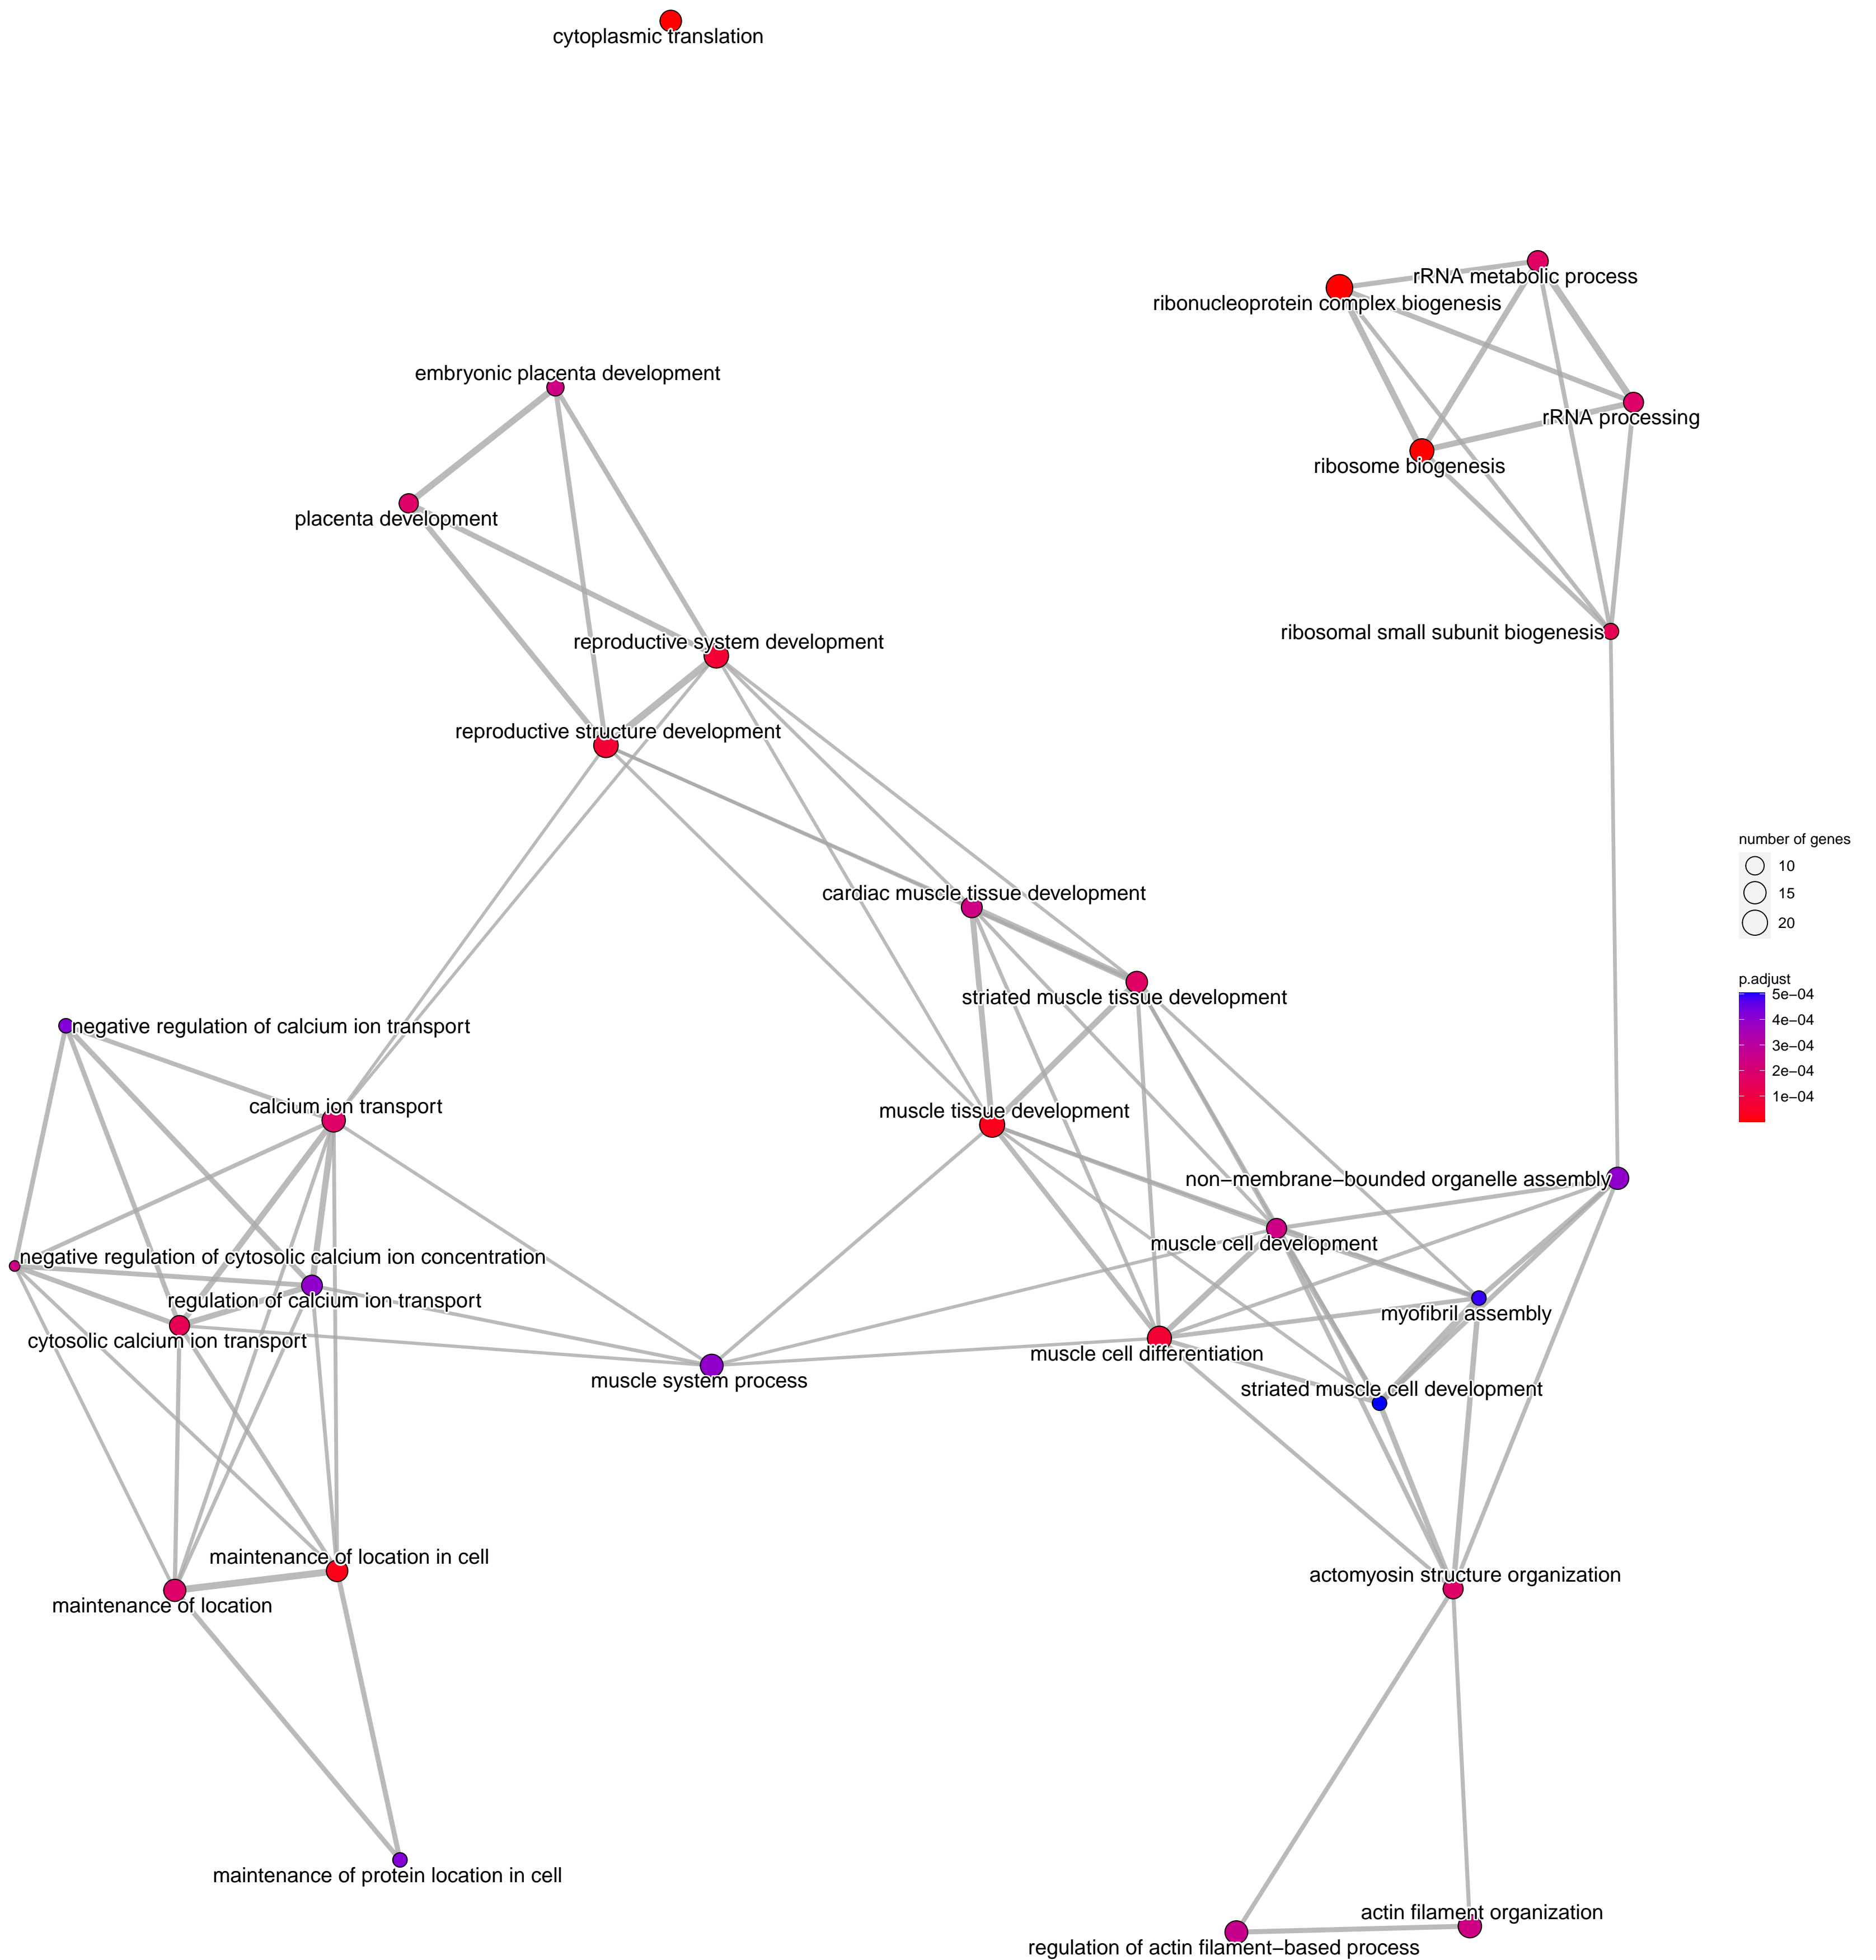 cytoplasmic translation
rRNA metabolic process
ribonucleoprotein complex biogenesis
embryonic placenta development
rRNA processing
ribosome biogenesis
placenta development
ribosomal small subunit biogenesis
reproductive system development
reproductive structure development
number of genes
10
15
20
cardiac muscle tissue development
striated muscle tissue development
p.adjust
5e−04
4e−04
3e−04
2e−04
1e−04
negative regulation of calcium ion transport
calcium ion transport
muscle tissue development
non−membrane−bounded organelle assembly
muscle cell development
negative regulation of cytosolic calcium ion concentration
regulation of calcium ion transport
myofibril assembly
cytosolic calcium ion transport
muscle cell differentiation
muscle system process
striated muscle cell development
maintenance of location in cell
actomyosin structure organization
maintenance of location
maintenance of protein location in cell
actin filament organization
regulation of actin filament−based process